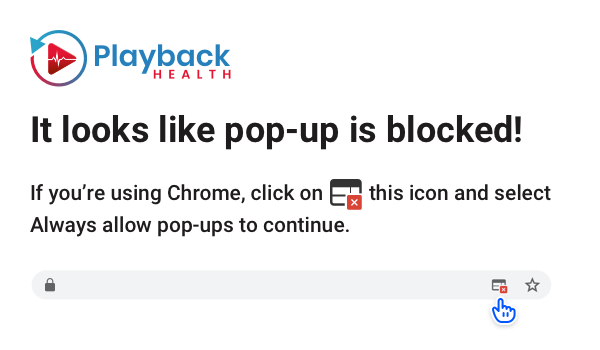 Playback
HEALTH
It looks like pop-up is blocked!
If you’re using Chrome, click on this icon and select
Always allow pop-ups to continue.